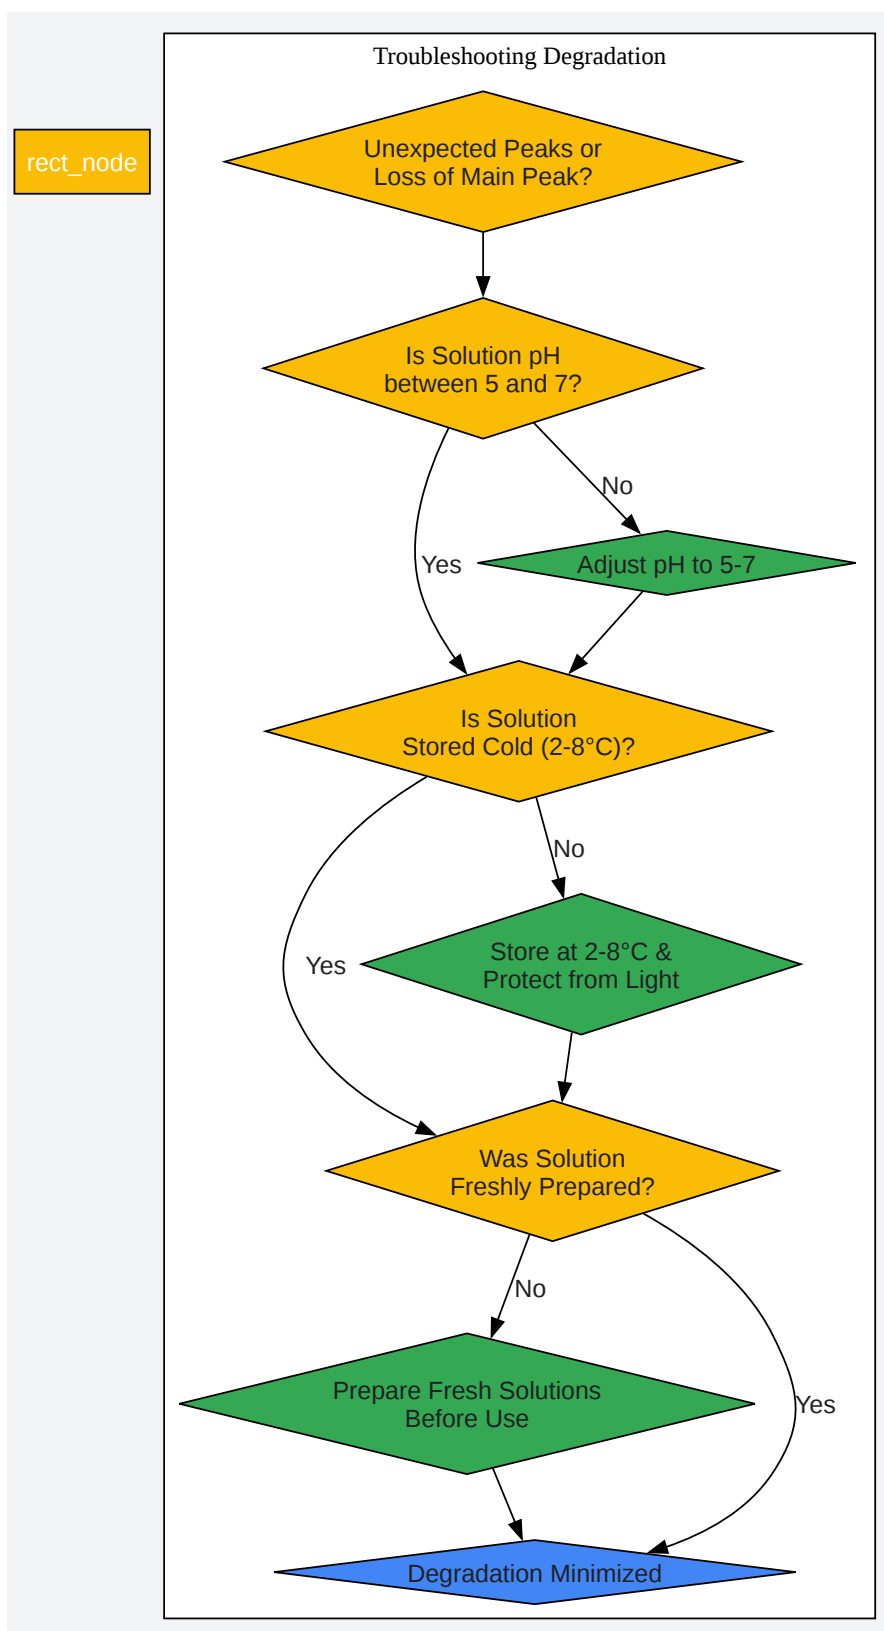 Troubleshooting Degradation
rect_node
Unexpected Peaks or
Loss of Main Peak?
Is Solution pH
between 5 and 7?
No
Yes
Adjust pH to 5-7
Is Solution
Stored Cold (2-8°C)?
No
Yes
Store at 2-8°C &
Protect from Light
Was Solution
Freshly Prepared?
No
Prepare Fresh Solutions
Before Use
Yes
Degradation Minimized